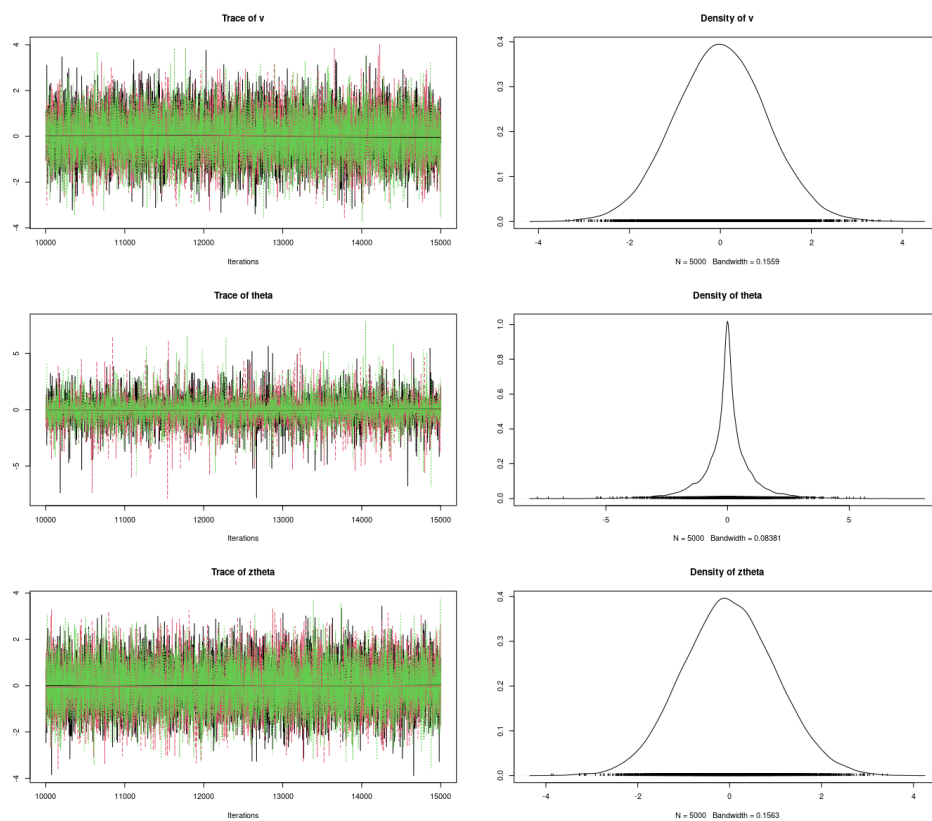 Trace of v
4
2
0
-2
-4
10000 11000 12000 13000 14000 15000
Iterations
Density of v
0.4
0.3
0.2
0.1
0.0
-4 -2 0 2 4
N = 5000 Bandwidth = 0.1559
Trace of theta
5
0
-5
10000 11000 12000 13000 14000 15000
Iterations
Density of theta
1.0
0.8
0.6
0.4
0.2
0.0
-5 0 5
N = 5000 Bandwidth = 0.08381
Trace of ztheta
4
2
0
-2
-4
10000 11000 12000 13000 14000 15000
Iterations
Density of ztheta
0.4
0.3
0.2
0.1
0.0
-4 -2 0 2 4
N = 5000 Bandwidth = 0.1563